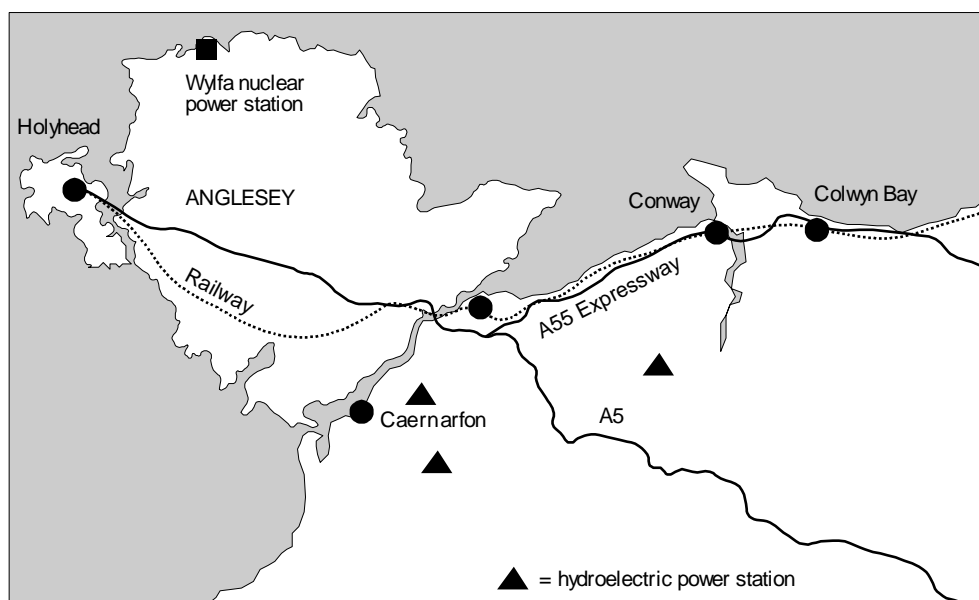 Wylfa nuclear
power station
Holyhead
ANGLESEY
Conway
Colwyn Bay
Railway
A55 Expressway
Caernarfon
A5
= hydroelectric power station